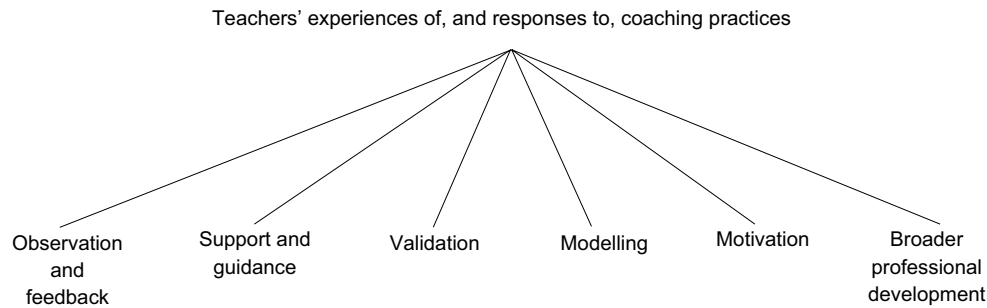 Teachers’ experiences of, and responses to, coaching practices
Observation
and
feedback
Support and
guidance
Validation
Modelling
Motivation
Broader
professional
development